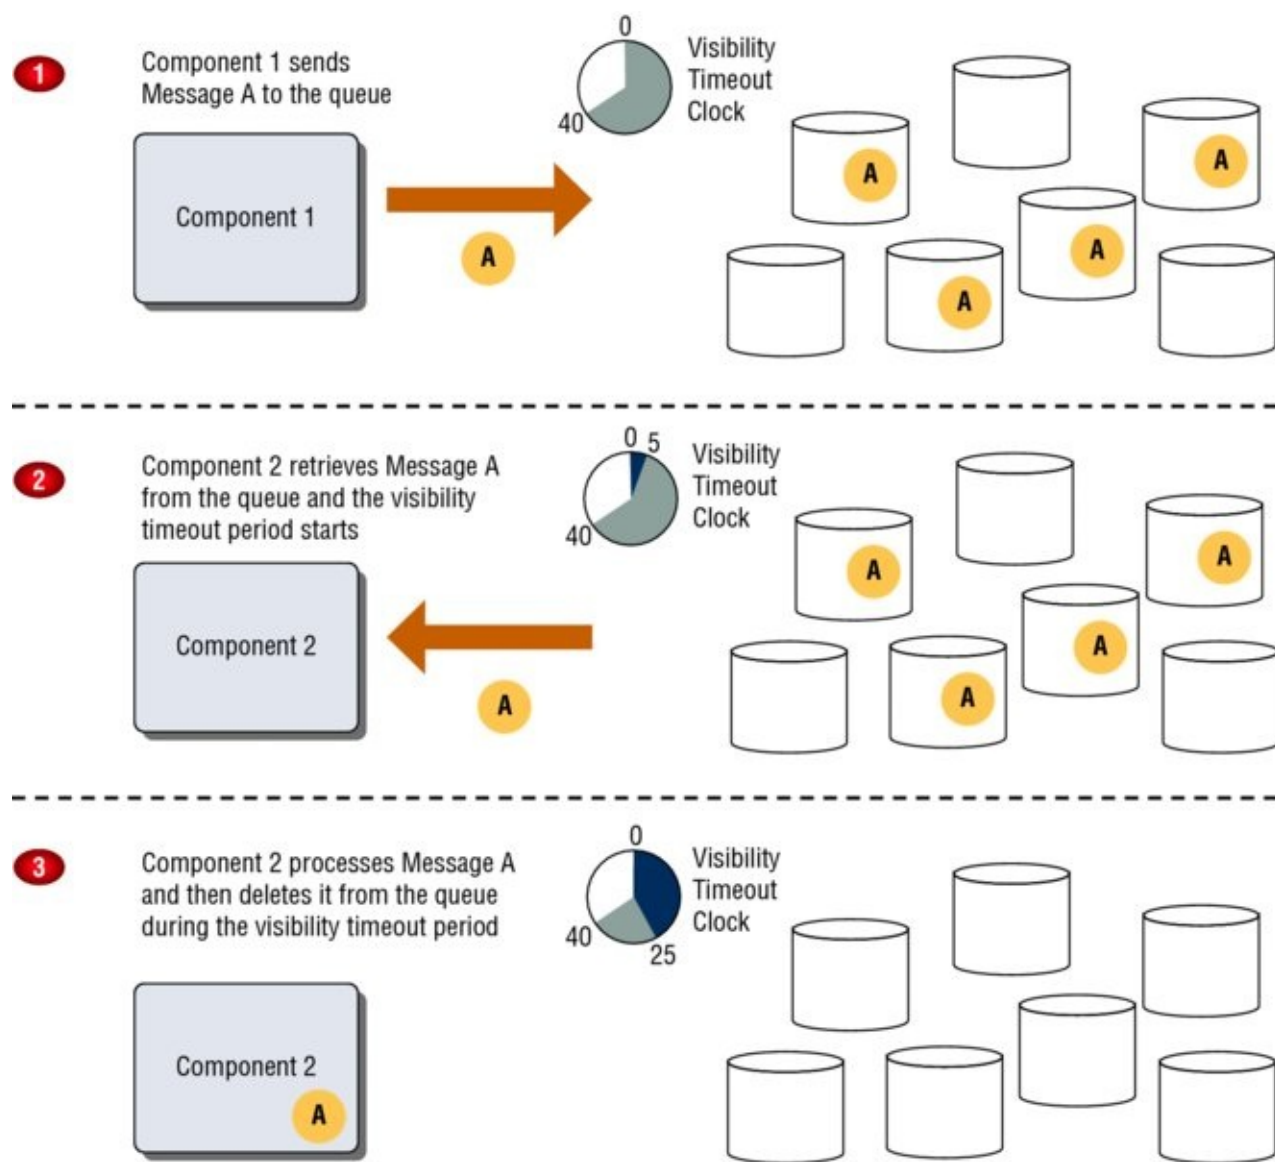 1
Component 1 sends
Message A to the queue
0
40
Visibility
Timeout
Clock
Component 1
A
A
A
A
A
2
Component 2 retrieves Message A
from the queue and the visibility
timeout period starts
0 5
40
Visibility
Timeout
Clock
Component 2
A
A
A
A
A
3
Component 2 processes Message A
and then deletes it from the queue
during the visibility timeout period
0
40
25
Visibility
Timeout
Clock
Component 2
A